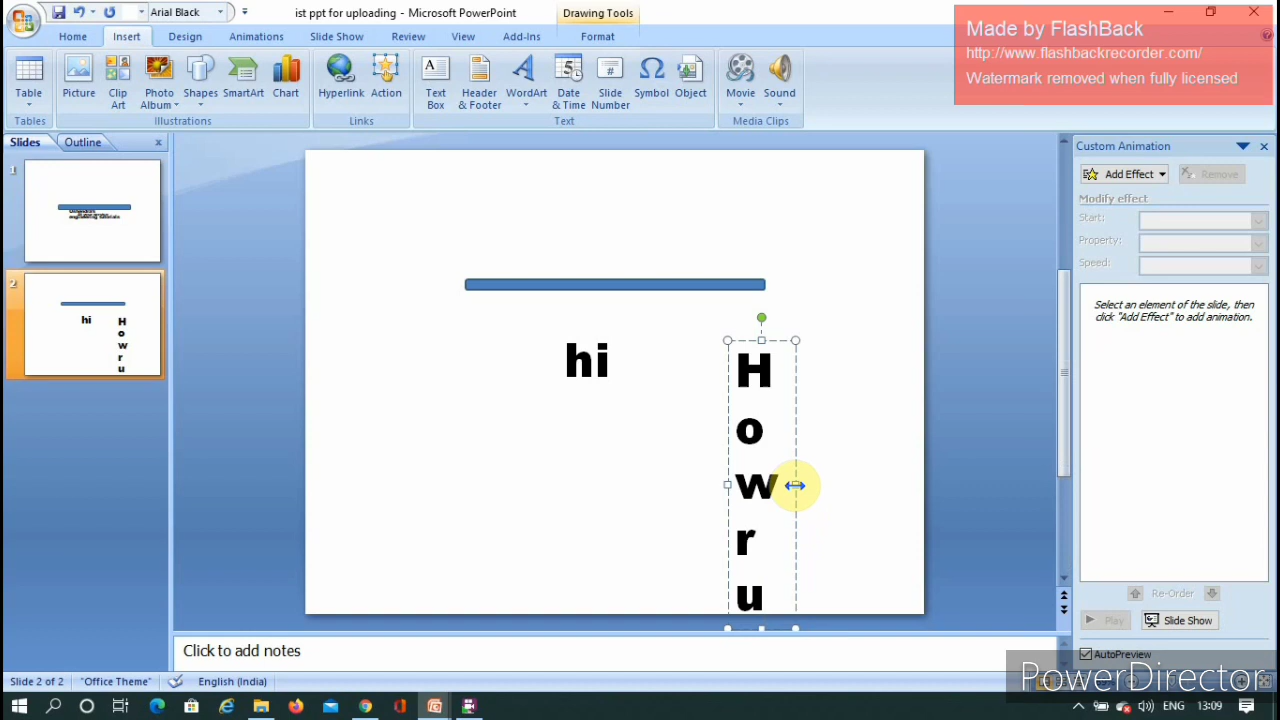 Arial Black
ist ppt for uploading - Microsoft PowerPoint
Drawing Tools
Made by FlashBack
http://www.flashbackrecorder.com/
Watermark removed when fully licensed
Home Insert Design Animations Slide Show Review View Add-Ins Format
Table Picture Clip Art Photo Album Shapes SmartArt Chart Hyperlink Action Text Box Header & Footer WordArt Date & Time Slide Number Symbol Object Movie Sound
Tables Illustrations Links Text Media Clips
Slides Outline
1
engineering tutorials
2
hi
H
o
w
r
u
hi
H
o
w
r
u
Custom Animation
Add Effect Remove
Modify effect
Start:
Property:
Speed:
Select an element of the slide, then
click "Add Effect" to add animation.
Re-Order
Play Slide Show
AutoPreview
Click to add notes
Slide 2 of 2 "Office Theme" English (India)
PowerDirector
ENG 13:09